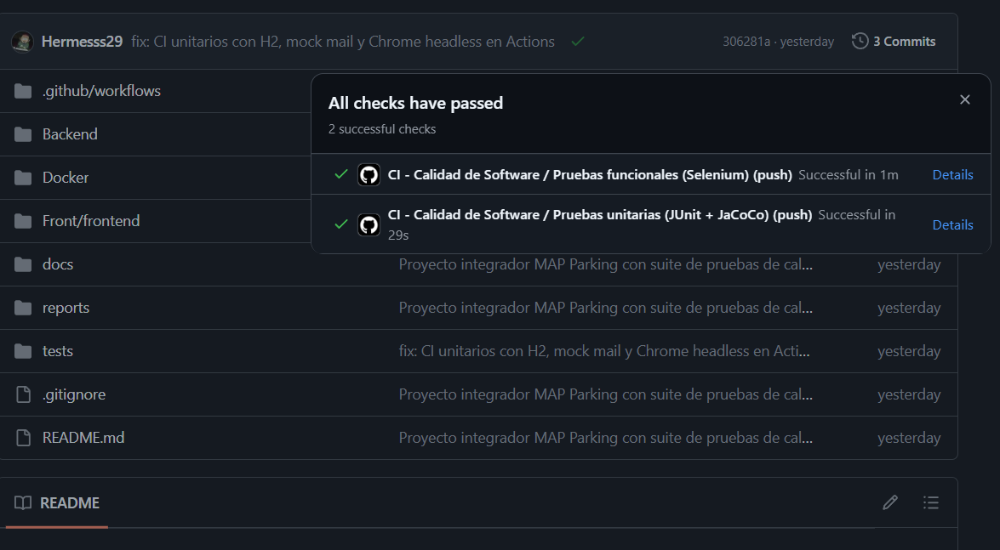 Hermesss29 fix: CI unitarios con H2, mock mail y Chrome headless en Actions 306281a · yesterday 3 Commits
.github/workflows
Backend
Docker
Front/frontend
All checks have passed
2 successful checks
CI - Calidad de Software / Pruebas funcionales (Selenium) (push) Successful in 1m Details
CI - Calidad de Software / Pruebas unitarias (JUnit + JaCoCo) (push) Successful in
29s
Details
docs Proyecto integrador MAP Parking con suite de pruebas de cal... yesterday
reports Proyecto integrador MAP Parking con suite de pruebas de cal... yesterday
tests fix: CI unitarios con H2, mock mail y Chrome headless en Acti... yesterday
.gitignore Proyecto integrador MAP Parking con suite de pruebas de cal... yesterday
README.md Proyecto integrador MAP Parking con suite de pruebas de cal... yesterday
README